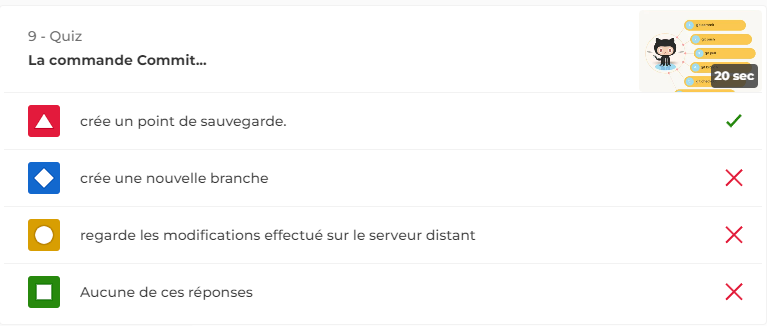 9 - Quiz
La commande Commit...
20 sec
crée un point de sauvegarde.
crée une nouvelle branche
regarde les modifications effectué sur le serveur distant
Aucune de ces réponses